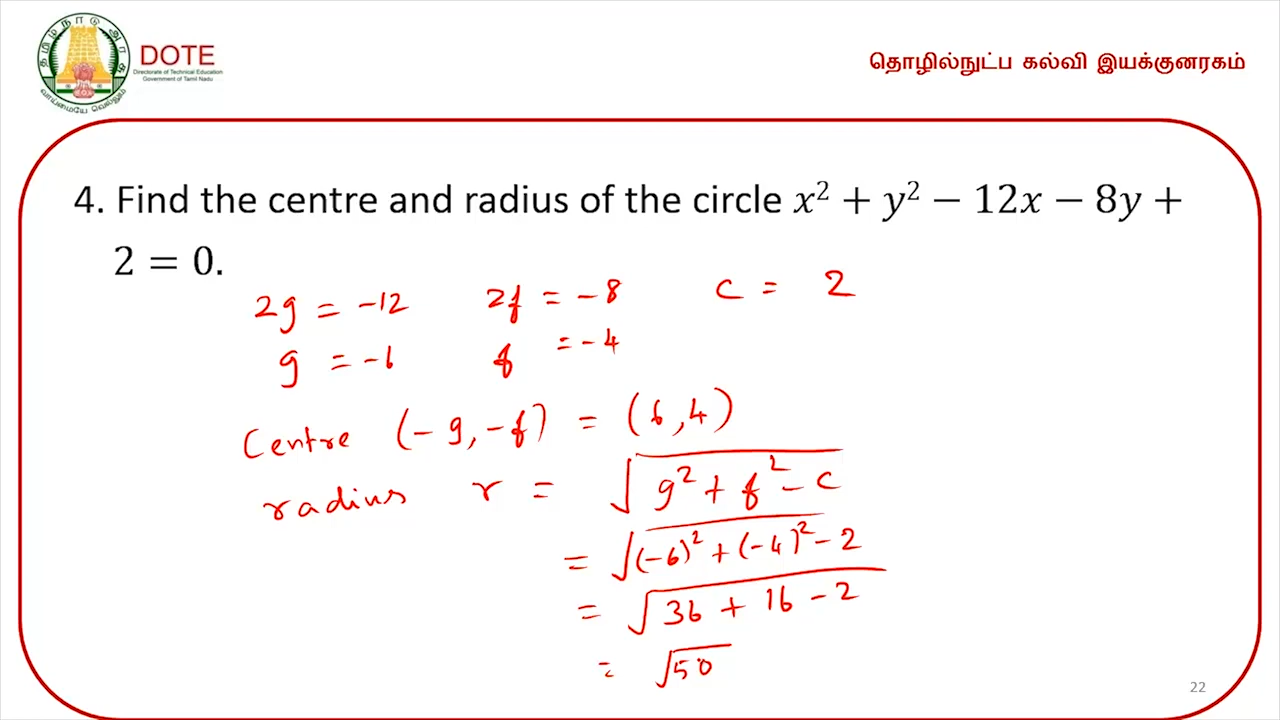 தமிழ்நாடு அரசு
வாய்மையே வெல்லும்
DOTE
Directorate of Technical Education
Government of Tamil Nadu
தொழில்நுட்ப கல்வி இயக்குனரகம்
4. Find the centre and radius of the circle x² + y² − 12x − 8y +
2 = 0.
2g = -12 2f = -8 c = 2
g = -6 f = -4
Centre (-g, -f) = (6, 4)
radius r = √(g² + f² - c)
= √((-6)² + (-4)² - 2)
= √(36 + 16 - 2)
= √50
22